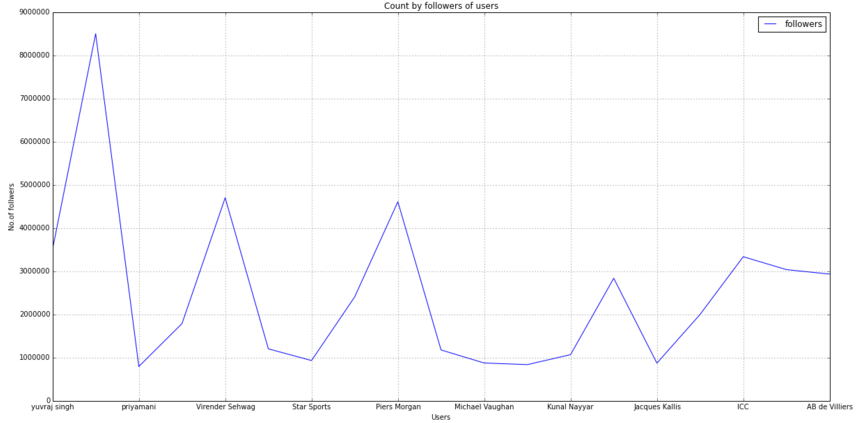 Count by followers of users
followers
9000000
8000000
7000000
6000000
5000000
4000000
3000000
2000000
1000000
0
No.of follwers
yuvraj singh priyamani Virender Sehwag Star Sports Piers Morgan Michael Vaughan Kunal Nayyar Jacques Kallis ICC AB de Villiers
Users